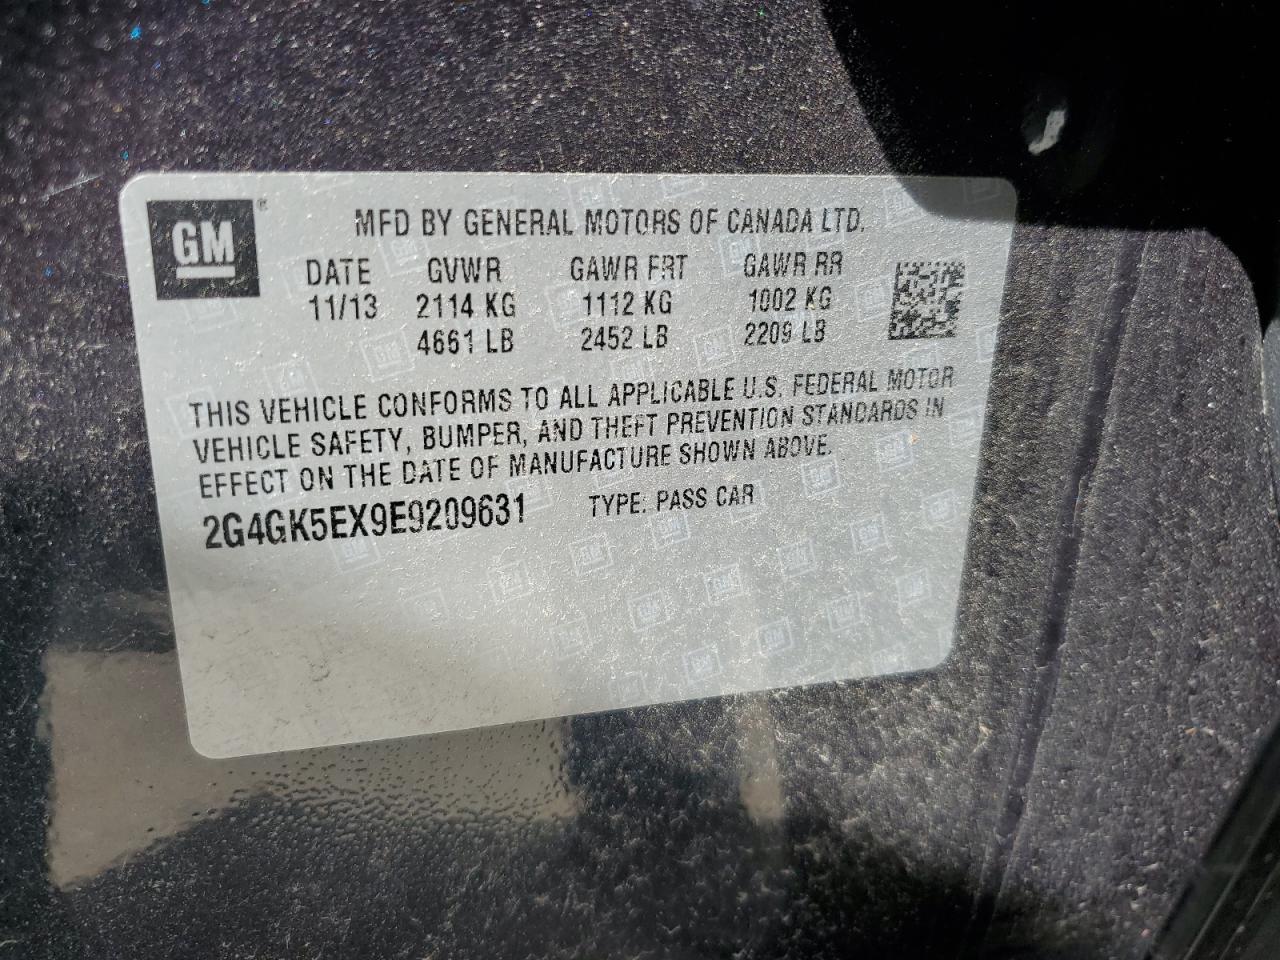 GM ®
MFD BY GENERAL MOTORS OF CANADA LTD.
DATE GVWR GAWR FRT GAWR RR
11/13 2114 KG 1112 KG 1002 KG
4661 LB 2452 LB 2209 LB
THIS VEHICLE CONFORMS TO ALL APPLICABLE U.S. FEDERAL MOTOR
VEHICLE SAFETY, BUMPER, AND THEFT PREVENTION STANDARDS IN
EFFECT ON THE DATE OF MANUFACTURE SHOWN ABOVE.
2G4GK5EX9E9209631 TYPE: PASS CAR